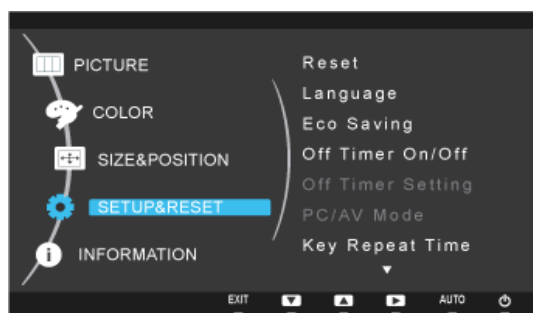 PICTURE
COLOR
SIZE&POSITION
SETUP&RESET
INFORMATION
Reset
Language
Eco Saving
Off Timer On/Off
Off Timer Setting
PC/AV Mode
Key Repeat Time
EXIT AUTO